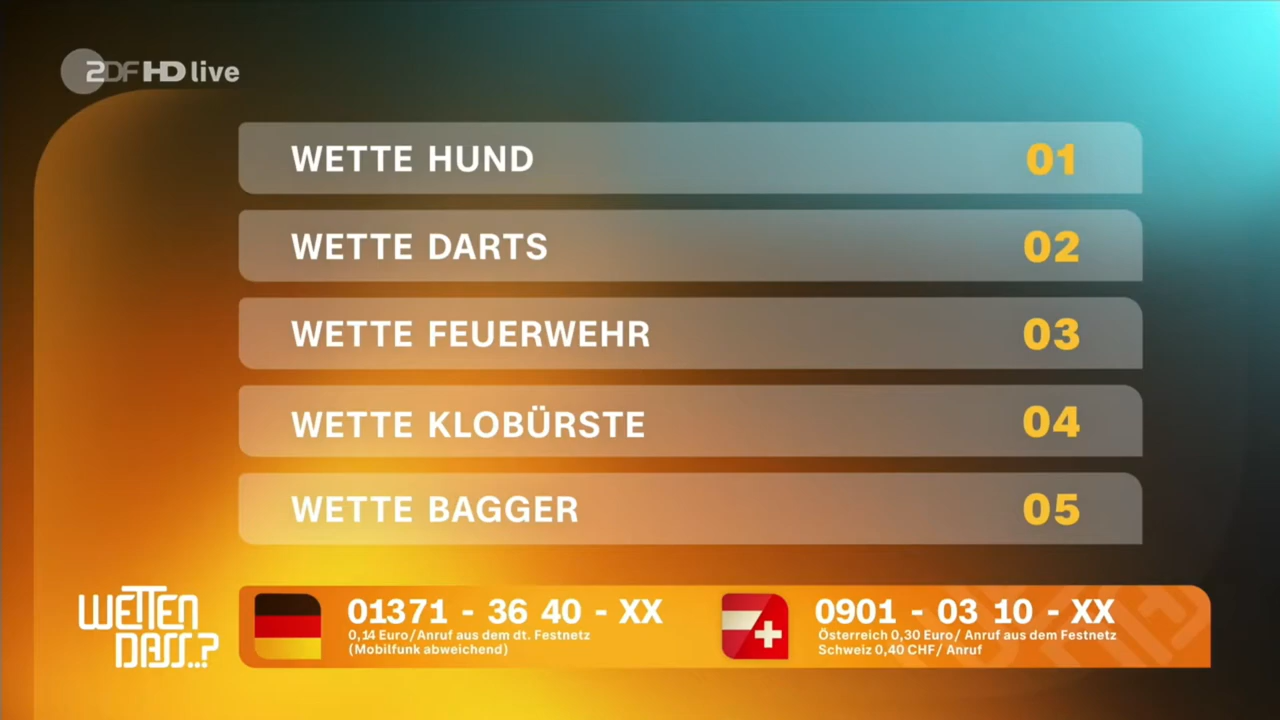 ZDF HD live
WETTE HUND 01
WETTE DARTS 02
WETTE FEUERWEHR 03
WETTE KLOBÜRSTE 04
WETTE BAGGER 05
WETTEN
DASS..?
01371 - 36 40 - XX
0,14 Euro/Anruf aus dem dt. Festnetz
(Mobilfunk abweichend)
0901 - 03 10 - XX
Österreich 0,30 Euro/ Anruf aus dem Festnetz
Schweiz 0,40 CHF/ Anruf